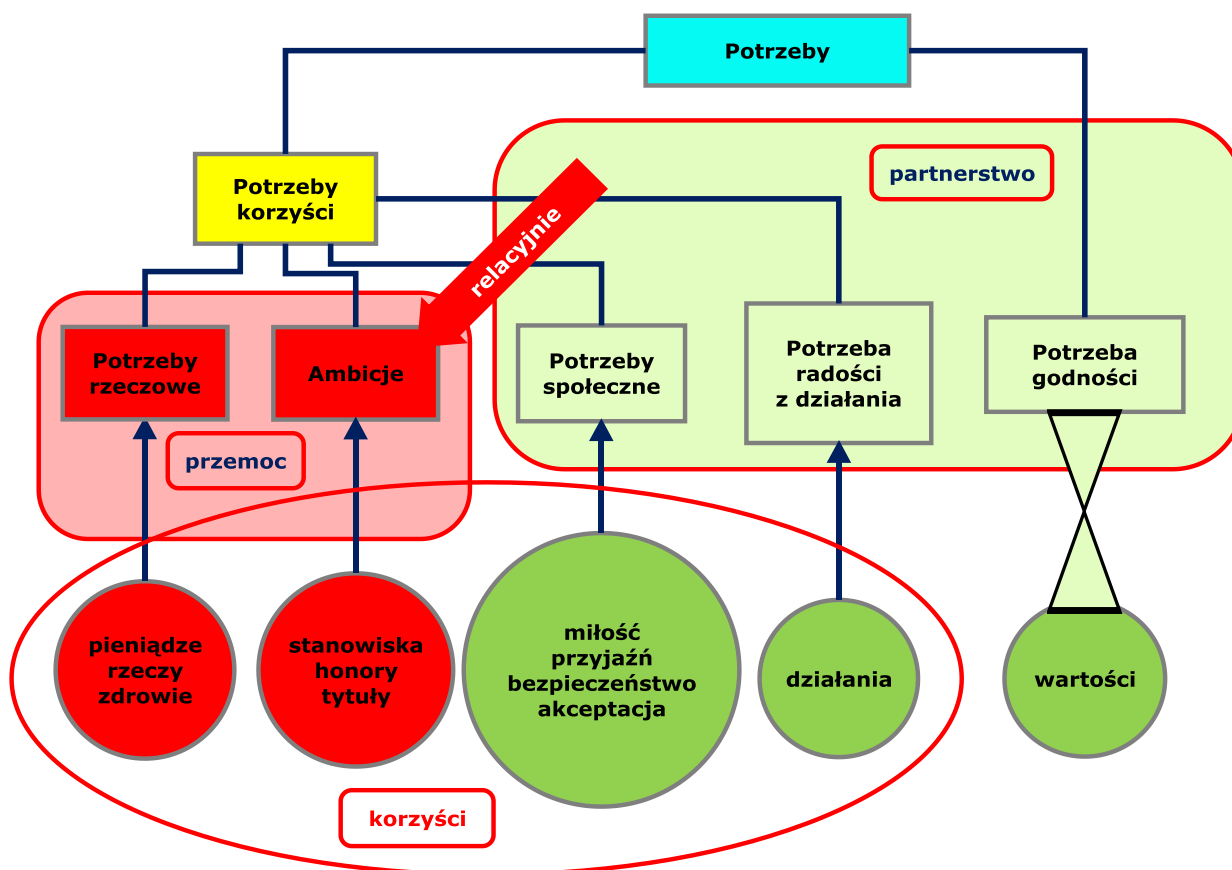 Potrzeby
partnerstwo
Potrzeby
korzyści
relacyjnie
Potrzeby
rzeczowe
Ambicje
Potrzeby
społeczne
Potrzeba
radości
z działania
Potrzeba
godności
przemoc
pieniądze
rzeczy
zdrowie
stanowiska
honory
tytuły
miłość
przyjaźń
bezpieczeństwo
akceptacja
działania
wartości
korzyści